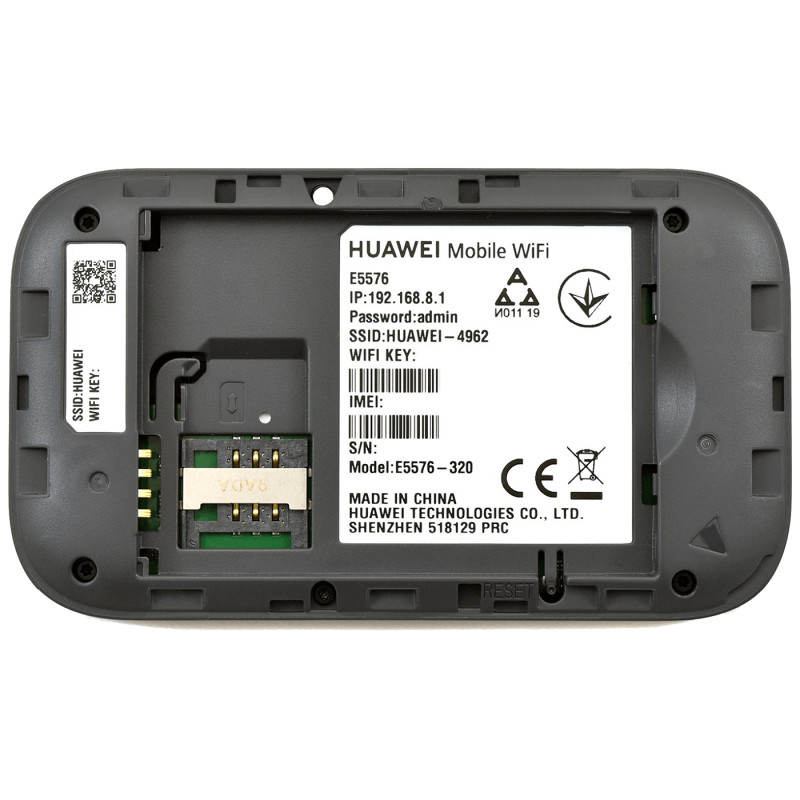 SSID:HUAWEI
WIFI KEY:
HUAWEI Mobile WiFi
E5576
IP:192.168.8.1
Password:admin
SSID:HUAWEI-4962
WIFI KEY:
IMEI:
S/N:
Model:E5576-320
И011 19
CE
MADE IN CHINA
HUAWEI TECHNOLOGIES CO., LTD.
SHENZHEN 518129 PRC
RESET